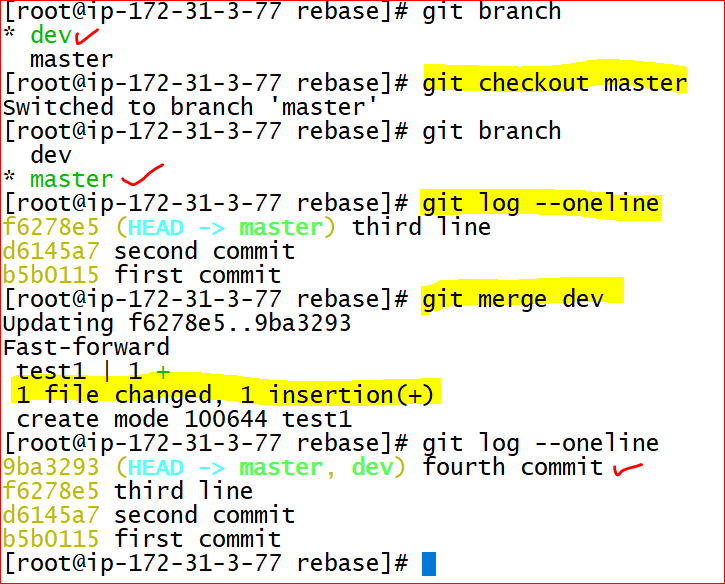 [root@ip-172-31-3-77 rebase]# git branch
* dev
  master
[root@ip-172-31-3-77 rebase]# git checkout master
Switched to branch 'master'
[root@ip-172-31-3-77 rebase]# git branch
  dev
* master
[root@ip-172-31-3-77 rebase]# git log --oneline
f6278e5 (HEAD -> master) third line
d6145a7 second commit
b5b0115 first commit
[root@ip-172-31-3-77 rebase]# git merge dev
Updating f6278e5..9ba3293
Fast-forward
 test1 | 1 +
 1 file changed, 1 insertion(+)
 create mode 100644 test1
[root@ip-172-31-3-77 rebase]# git log --oneline
9ba3293 (HEAD -> master, dev) fourth commit
f6278e5 third line
d6145a7 second commit
b5b0115 first commit
[root@ip-172-31-3-77 rebase]#